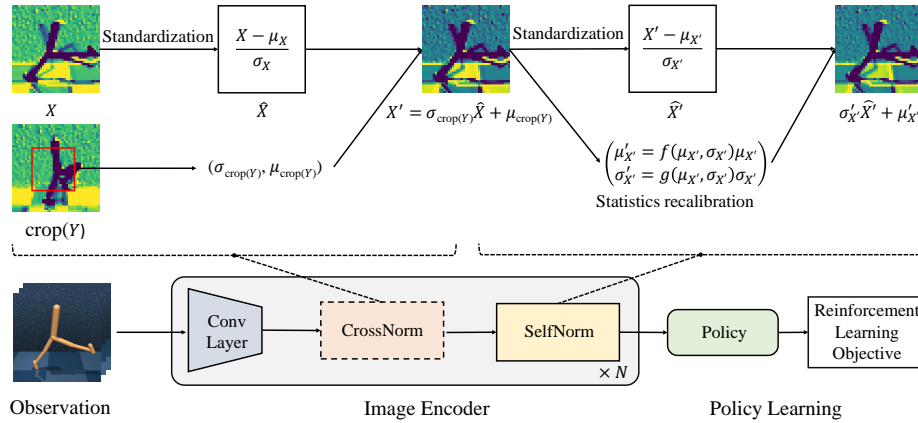 Standardization
X − μ_X
σ_X
Standardization
X′ − μ_X′
σ_X′
X
X̂
X′ = σ_crop(Y) X̂ + μ_crop(Y)
X̂′
σ′_X′ X̂′ + μ′_X′
(σ_crop(Y), μ_crop(Y))
μ′_X′ = f(μ_X′, σ_X′)μ_X′
σ′_X′ = g(μ_X′, σ_X′)σ_X′
Statistics recalibration
crop(Y)
Conv
Layer
CrossNorm
SelfNorm
Policy
Reinforcement
Learning
Objective
× N
Observation
Image Encoder
Policy Learning